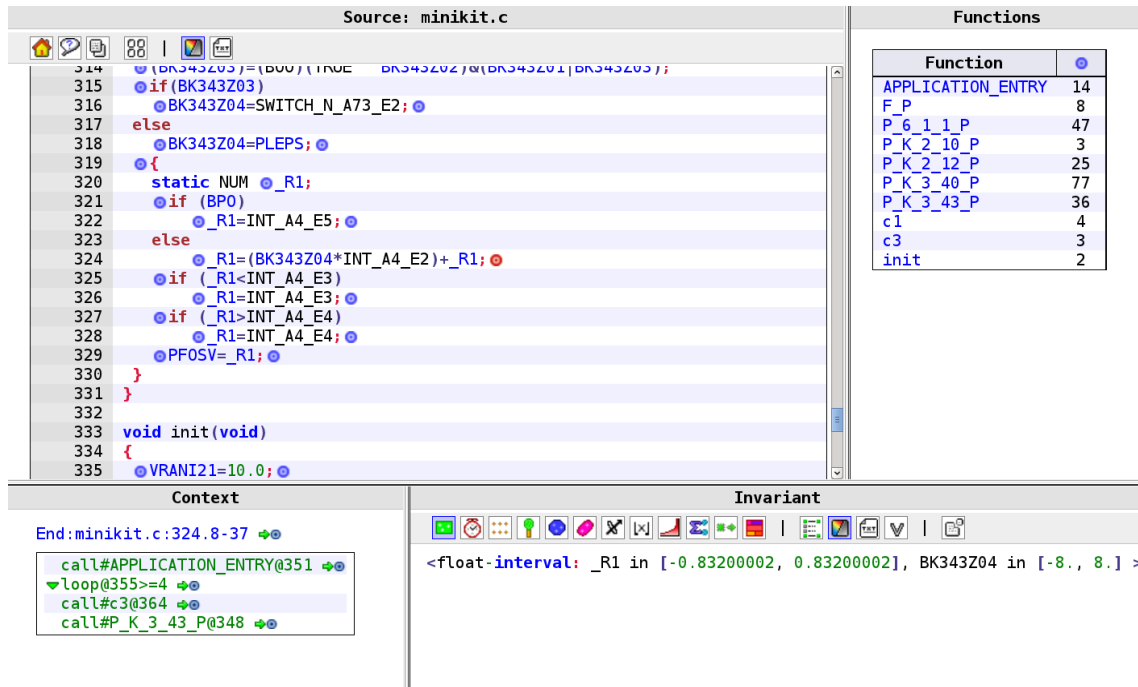 Source: minikit.c
Functions
315 if(BK343Z03)
316 BK343Z04=SWITCH_N_A73_E2;
317 else
318 BK343Z04=PLEPS;
319 {
320 static NUM _R1;
321 if (BPO)
322 _R1=INT_A4_E5;
323 else
324 _R1=(BK343Z04*INT_A4_E2)+_R1;
325 if (_R1<INT_A4_E3)
326 _R1=INT_A4_E3;
327 if (_R1>INT_A4_E4)
328 _R1=INT_A4_E4;
329 PFOSV=_R1;
330 }
331 }
332
333 void init(void)
334 {
335 VRANI21=10.0;
Function
APPLICATION_ENTRY 14
F_P 8
P_6_1_1_P 47
P_K_2_10_P 3
P_K_2_12_P 25
P_K_3_40_P 77
P_K_3_43_P 36
c1 4
c3 3
init 2
Context
End:minikit.c:324.8-37
call#APPLICATION_ENTRY@351
loop@355>=4
call#c3@364
call#P_K_3_43_P@348
Invariant
TXT
<float-interval: _R1 in [-0.83200002, 0.83200002], BK343Z04 in [-8., 8.] >